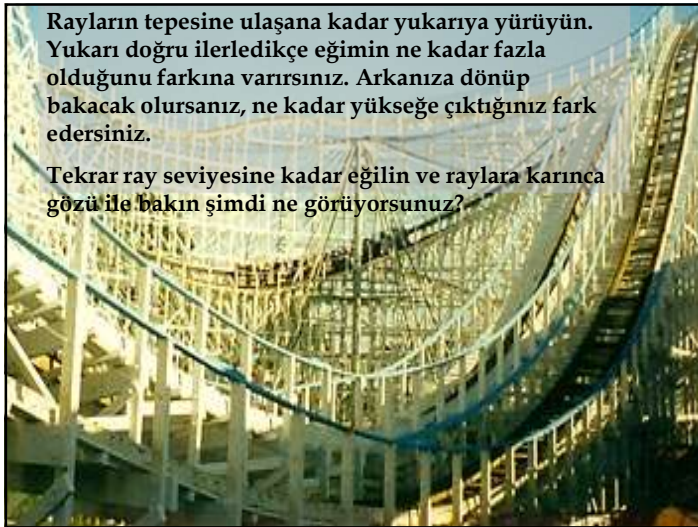 Rayların tepesine ulaşana kadar yukarıya yürüyün.
Yukarı doğru ilerledikçe eğimin ne kadar fazla
olduğunu farkına varırsınız. Arkanıza dönüp
bakacak olursanız, ne kadar yükseğe çıktığınız fark
edersiniz.
Tekrar ray seviyesine kadar eğilin ve raylara karınca
gözü ile bakın şimdi ne görüyorsunuz?